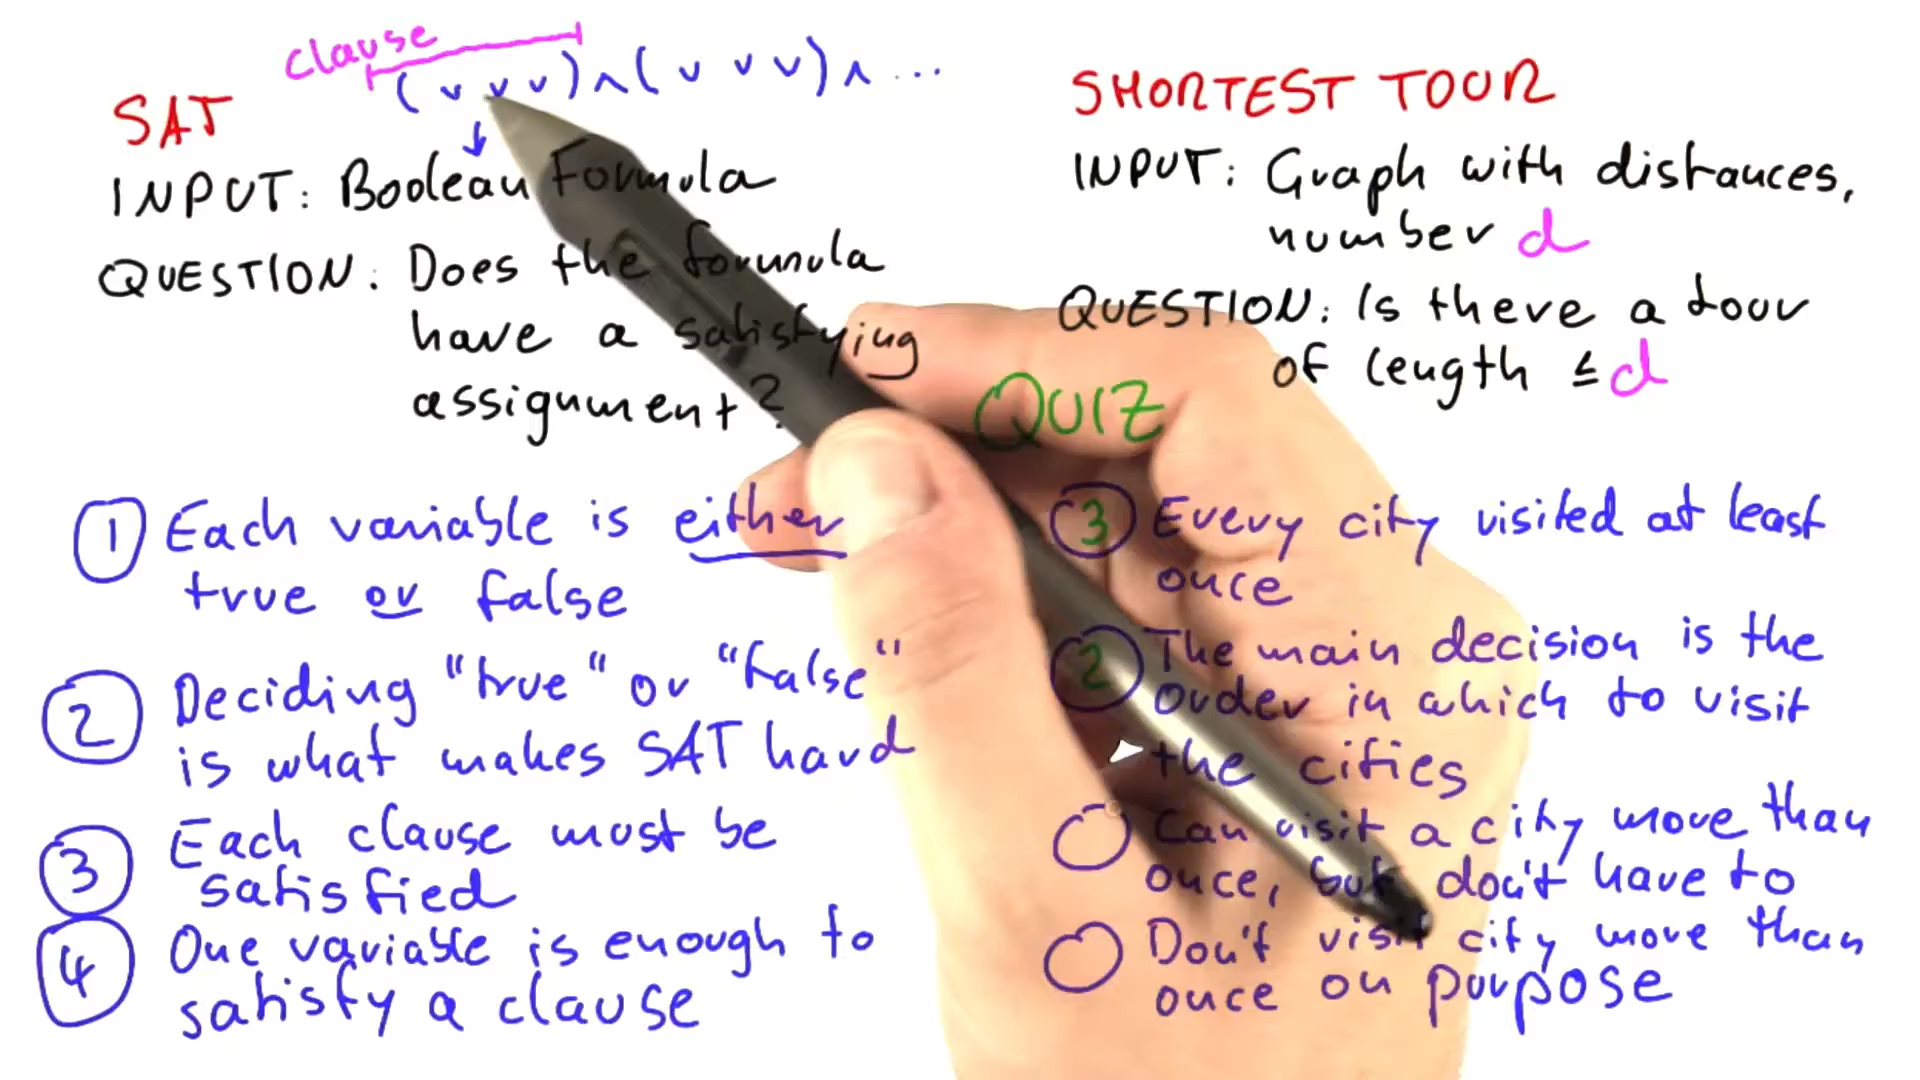 clause
( v v v ) ∧ ( v v v ) ∧ ...
SAT
INPUT: Boolean Formula
QUESTION: Does the formula
have a satisfying
assignment?
1 Each variable is either
true or false
2 Deciding "true" or "false"
is what makes SAT hard
3 Each clause must be
satisfied
4 One variable is enough to
satisfy a clause
SHORTEST TOUR
INPUT: Graph with distances,
number d
QUESTION: Is there a tour
of length ≤ d
QUIZ
3 Every city visited at least
once
2 The main decision is the
order in which to visit
the cities
Can visit a city more than
once, but don't have to
Don't visit city more than
once on purpose